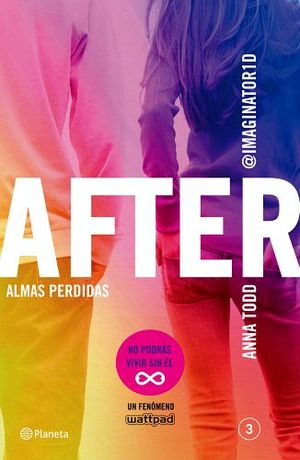 @IMAGINATOR1D
AFTER
ALMAS PERDIDAS
ANNA TODD
NO PODRÁS
VIVIR SIN ÉL
UN FENÓMENO
wattpad
Planeta
3